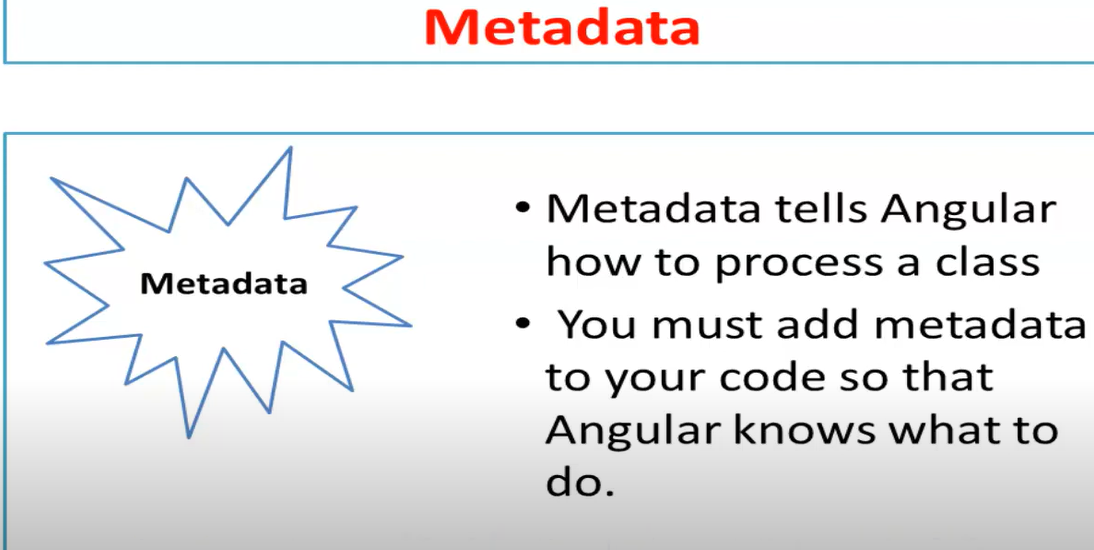 Metadata
Metadata
• Metadata tells Angular
how to process a class
• You must add metadata
to your code so that
Angular knows what to
do.